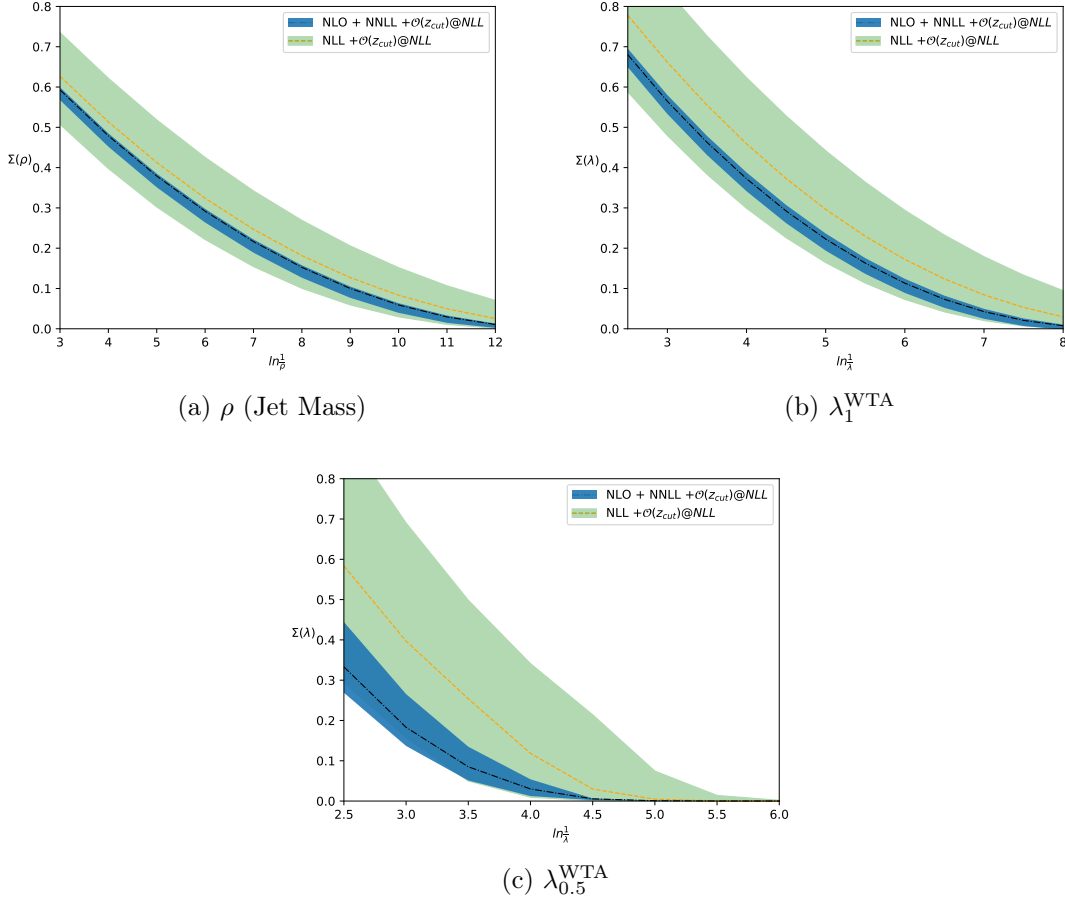 0.8
0.7
0.6
0.5
Σ(ρ)
0.4
0.3
0.2
0.1
0.0
3 4 5 6 7 8 9 10 11 12
ln 1/ρ
NLO + NNLL +𝒪(z_cut)@NLL
NLL +𝒪(z_cut)@NLL
(a) ρ (Jet Mass)
0.8
0.7
0.6
0.5
Σ(λ)
0.4
0.3
0.2
0.1
0.0
3 4 5 6 7 8
ln 1/λ
NLO + NNLL +𝒪(z_cut)@NLL
NLL +𝒪(z_cut)@NLL
(b) λ_1^WTA
0.8
0.7
0.6
0.5
Σ(λ)
0.4
0.3
0.2
0.1
0.0
2.5 3.0 3.5 4.0 4.5 5.0 5.5 6.0
ln 1/λ
NLO + NNLL +𝒪(z_cut)@NLL
NLL +𝒪(z_cut)@NLL
(c) λ_0.5^WTA